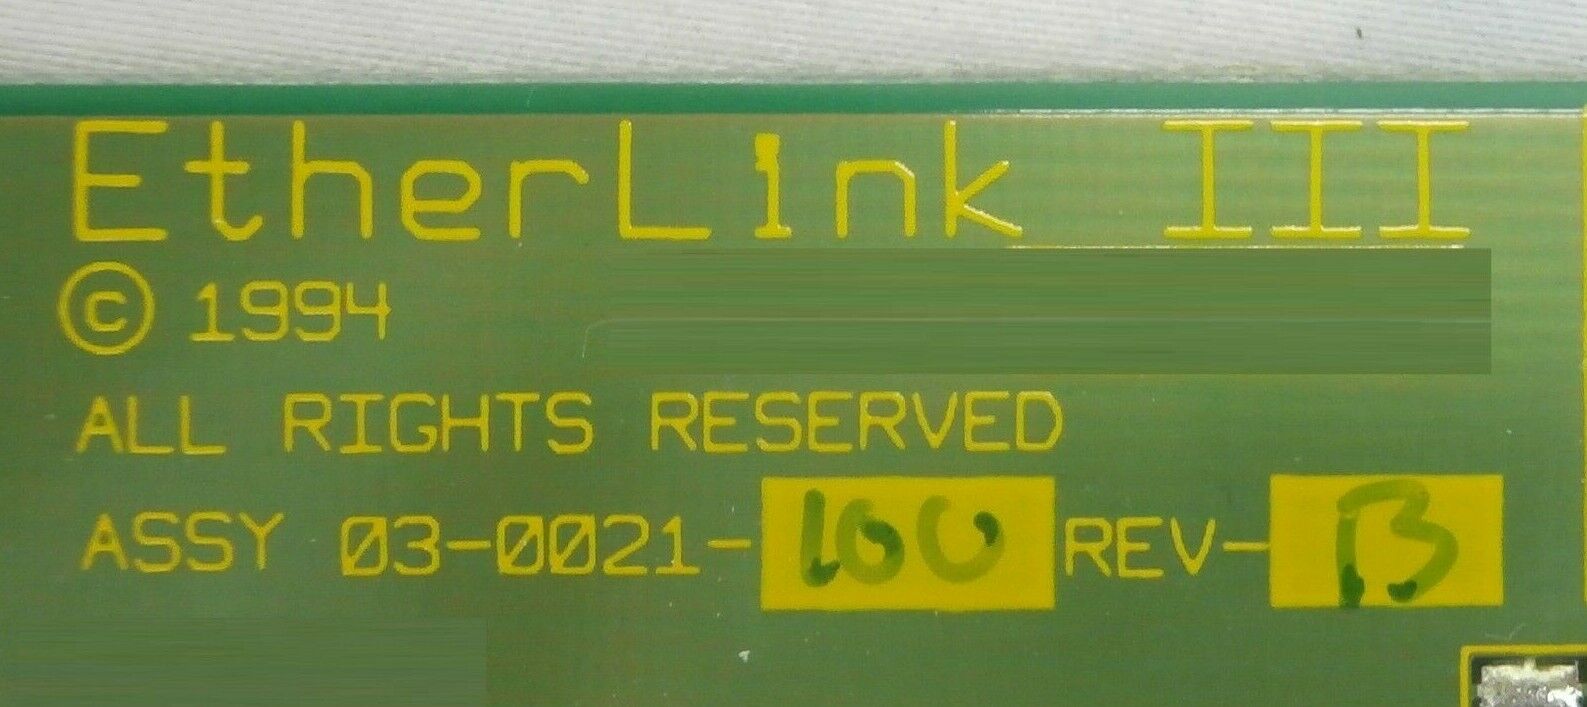 EtherLink III
© 1994
ALL RIGHTS RESERVED
ASSY 03-0021-100 REV-B